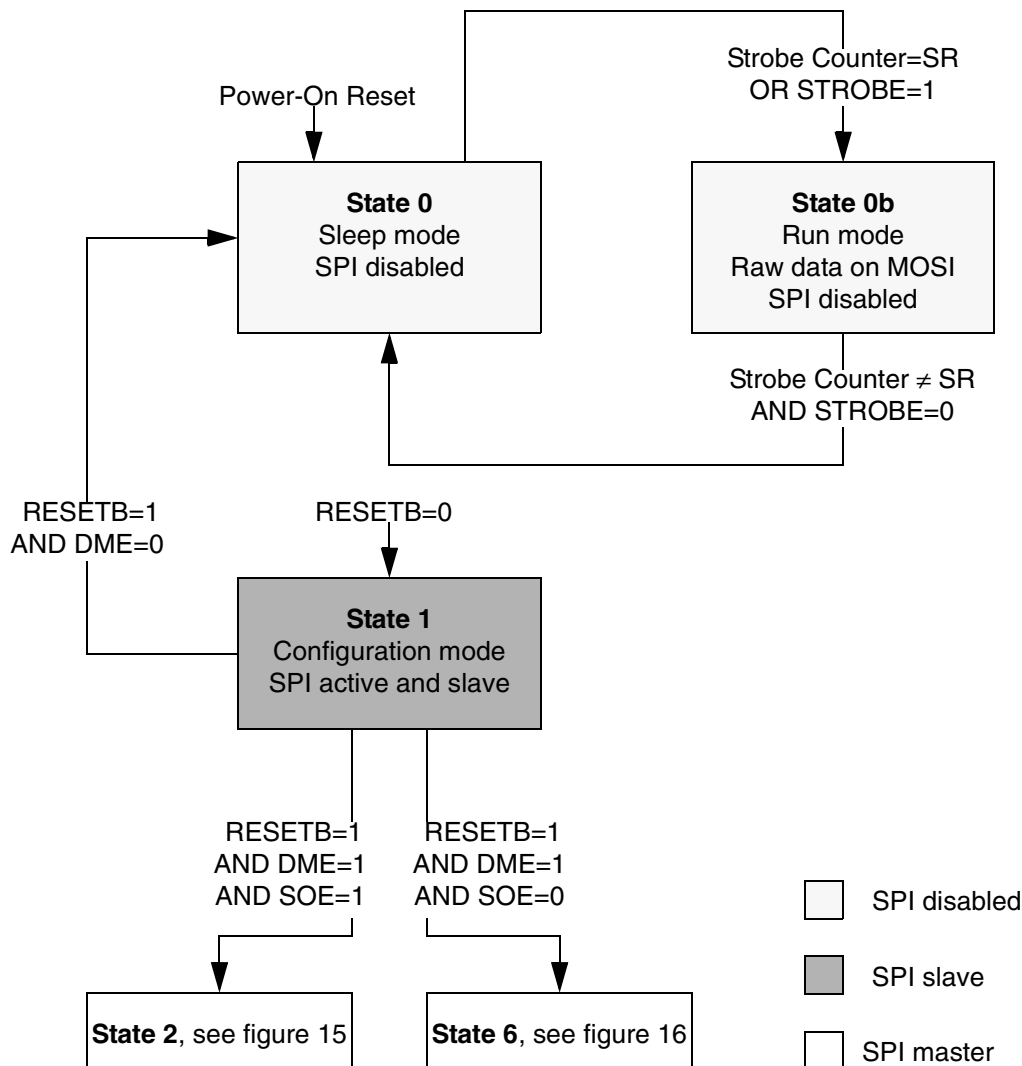 Strobe Counter=SR
OR STROBE=1
Power-On Reset
State 0
Sleep mode
SPI disabled
State 0b
Run mode
Raw data on MOSI
SPI disabled
Strobe Counter ≠ SR
AND STROBE=0
RESETB=1
AND DME=0
RESETB=0
State 1
Configuration mode
SPI active and slave
RESETB=1
AND DME=1
AND SOE=1
RESETB=1
AND DME=1
AND SOE=0
SPI disabled
SPI slave
State 2, see figure 15
State 6, see figure 16
SPI master